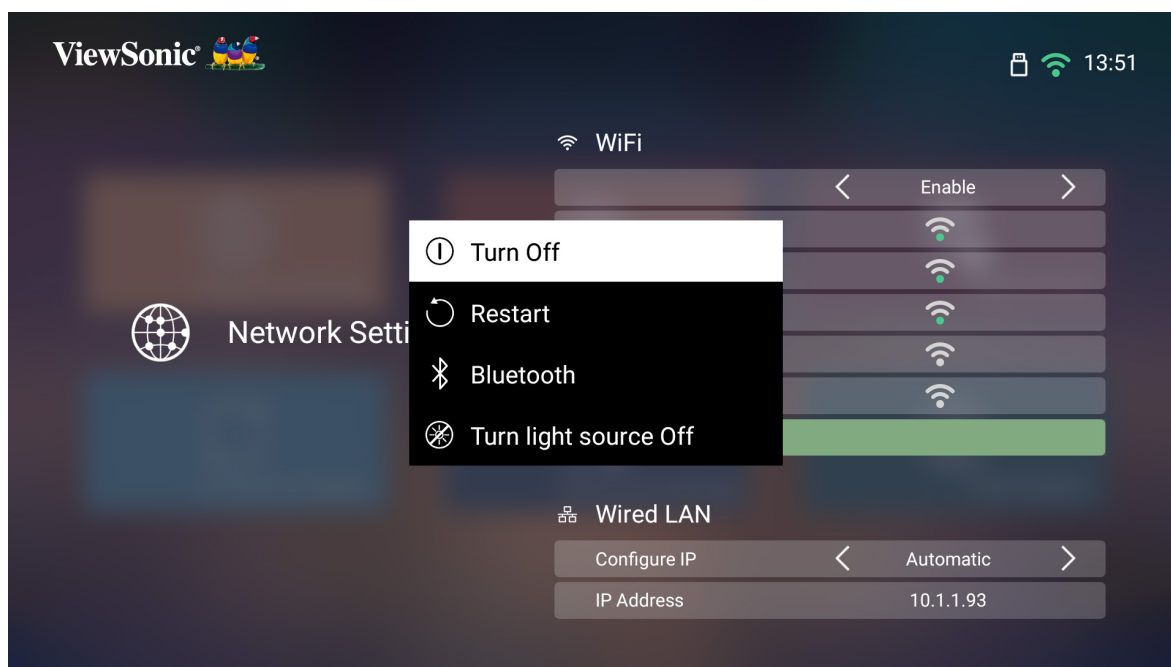 ViewSonic
13:51
WiFi
Enable
Turn Off
Restart
Network Setti
Bluetooth
Turn light source Off
Wired LAN
Configure IP
Automatic
IP Address
10.1.1.93